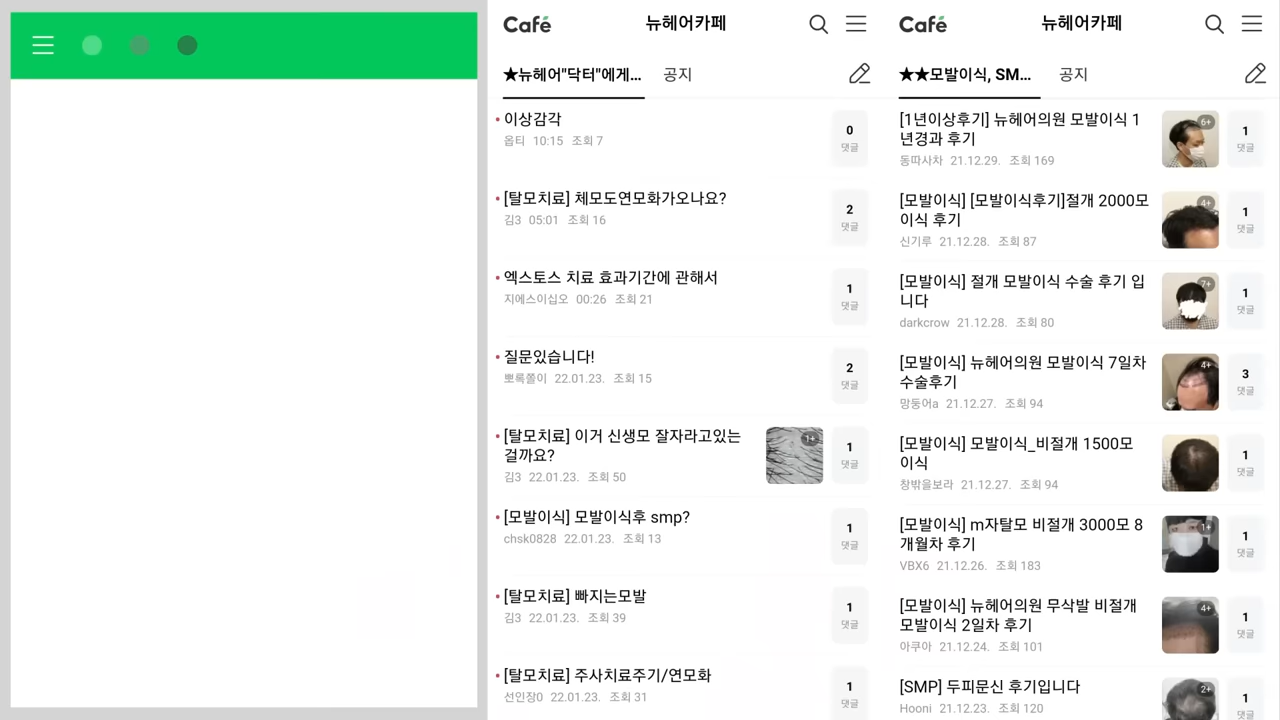 Café
뉴헤어카페
★뉴헤어"닥터"에게...
공지
이상감각
옵티 10:15 조회 7
0
댓글
[탈모치료] 체모도연모화가오나요?
김3 05:01 조회 16
2
댓글
엑스토스 치료 효과기간에 관해서
지에스이십오 00:26 조회 21
1
댓글
질문있습니다!
뽀록쫄이 22.01.23. 조회 15
2
댓글
[탈모치료] 이거 신생모 잘자라고있는
걸까요?
김3 22.01.23. 조회 50
1+
1
댓글
[모발이식] 모발이식후 smp?
chsk0828 22.01.23. 조회 13
1
댓글
[탈모치료] 빠지는모발
김3 22.01.23. 조회 39
1
댓글
[탈모치료] 주사치료주기/연모화
선인장0 22.01.23. 조회 31
1
댓글
Café
뉴헤어카페
★★모발이식, SM...
공지
[1년이상후기] 뉴헤어의원 모발이식 1
년경과 후기
동따사차 21.12.29. 조회 169
6+
1
댓글
[모발이식] [모발이식후기]절개 2000모
이식 후기
신기루 21.12.28. 조회 87
4+
1
댓글
[모발이식] 절개 모발이식 수술 후기 입
니다
darkcrow 21.12.28. 조회 80
7+
1
댓글
[모발이식] 뉴헤어의원 모발이식 7일차
수술후기
망둥어a 21.12.27. 조회 94
4+
3
댓글
[모발이식] 모발이식_비절개 1500모
이식
창밖을보라 21.12.27. 조회 94
1
댓글
[모발이식] m자탈모 비절개 3000모 8
개월차 후기
VBX6 21.12.26. 조회 183
1+
1
댓글
[모발이식] 뉴헤어의원 무삭발 비절개
모발이식 2일차 후기
아쿠아 21.12.24. 조회 101
4+
1
댓글
[SMP] 두피문신 후기입니다
Hooni 21.12.23. 조회 120
2+
1
댓글